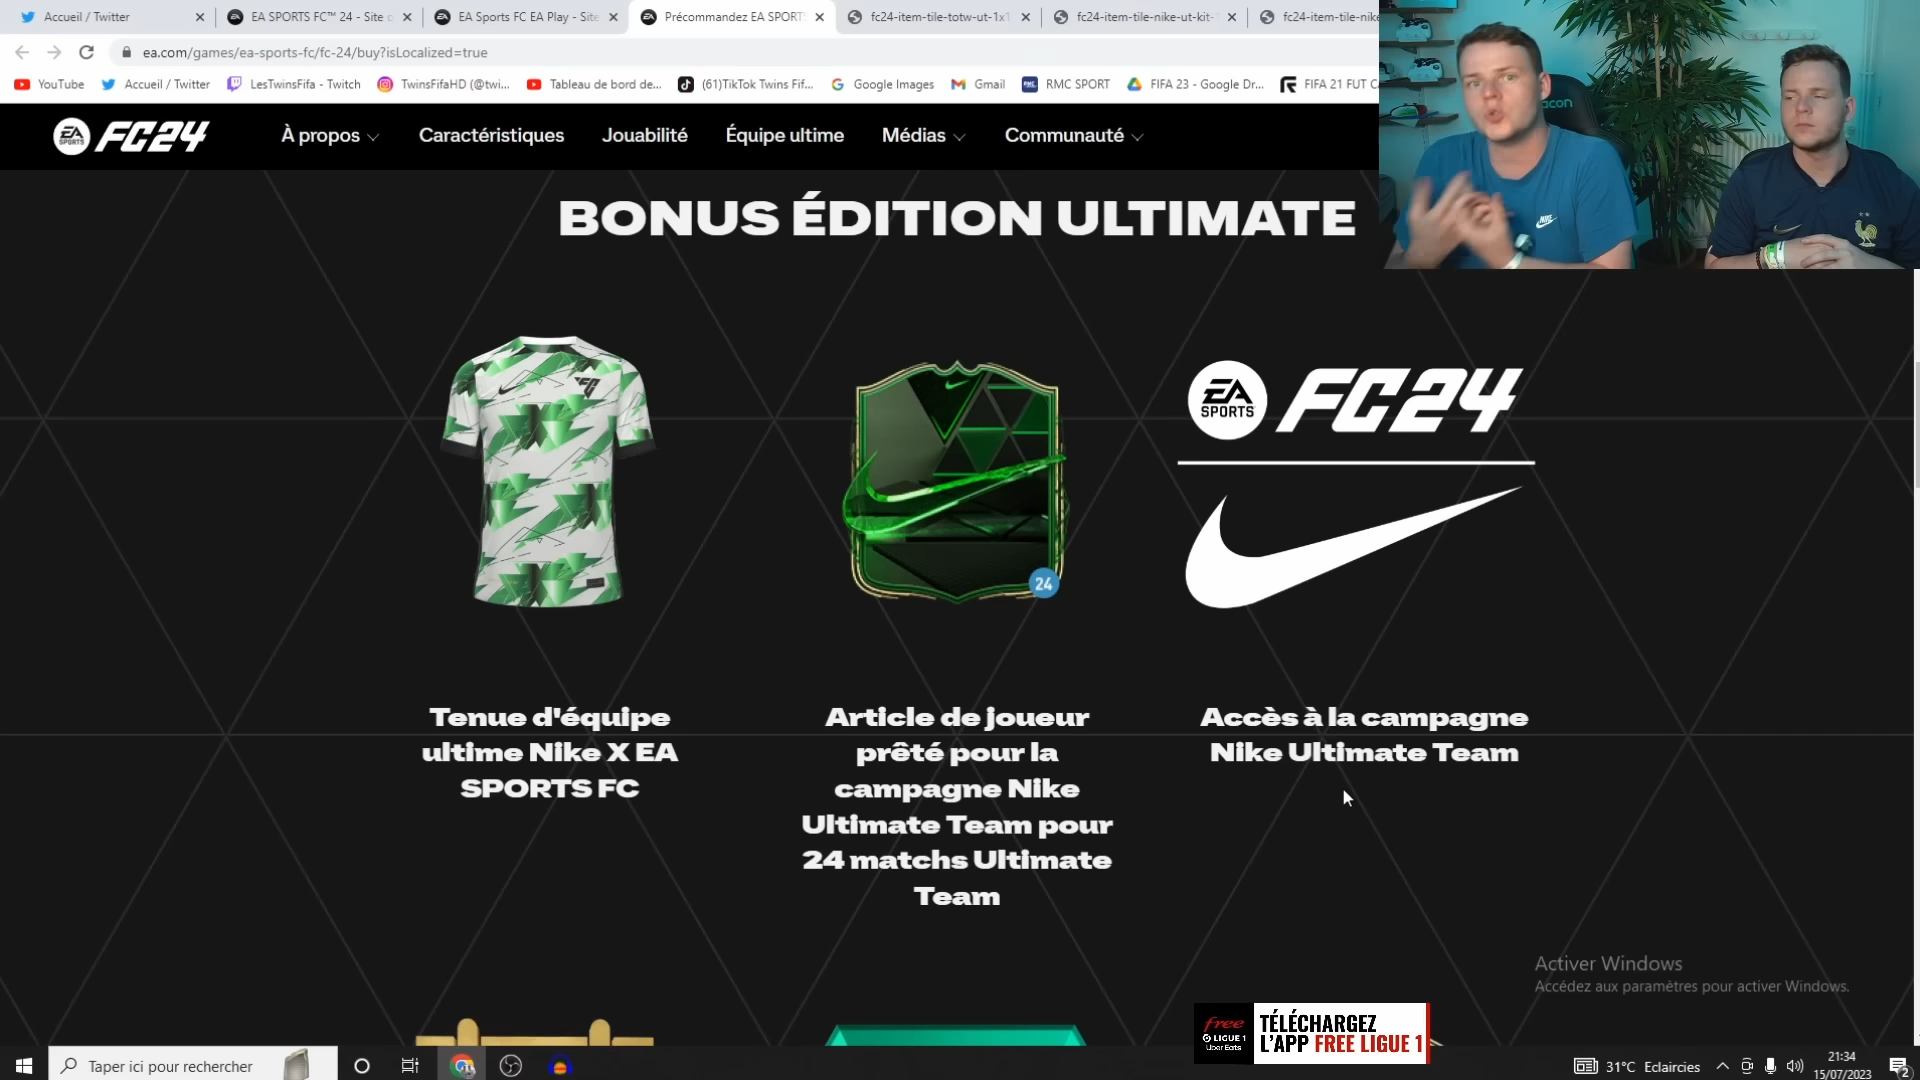 Accueil / Twitter
EA SPORTS FC™ 24 - Site o
EA Sports FC EA Play - Site
Précommandez EA SPORT
fc24-item-tile-totw-ut-1x1
fc24-item-tile-nike-ut-kit-
fc24-item-tile-nike
ea.com/games/ea-sports-fc/fc-24/buy?isLocalized=true
YouTube
Accueil / Twitter
LesTwinsFifa - Twitch
TwinsFifaHD (@twi...
Tableau de bord de...
(61)TikTok Twins Fif...
Google Images
Gmail
RMC SPORT
FIFA 23 - Google Dr...
FIFA 21 FUT C
EA SPORTS FC24
À propos
Caractéristiques
Jouabilité
Équipe ultime
Médias
Communauté
acon
BONUS ÉDITION ULTIMATE
24
EA SPORTS FC24
Tenue d'équipe
ultime Nike X EA
SPORTS FC
Article de joueur
prêté pour la
campagne Nike
Ultimate Team pour
24 matchs Ultimate
Team
Accès à la campagne
Nike Ultimate Team
Activer Windows
Accédez aux paramètres pour activer Windows.
free
LIGUE 1
Uber Eats
TÉLÉCHARGEZ
L'APP FREE LIGUE 1
Taper ici pour rechercher
31°C Eclaircies
21:34
15/07/2023
2